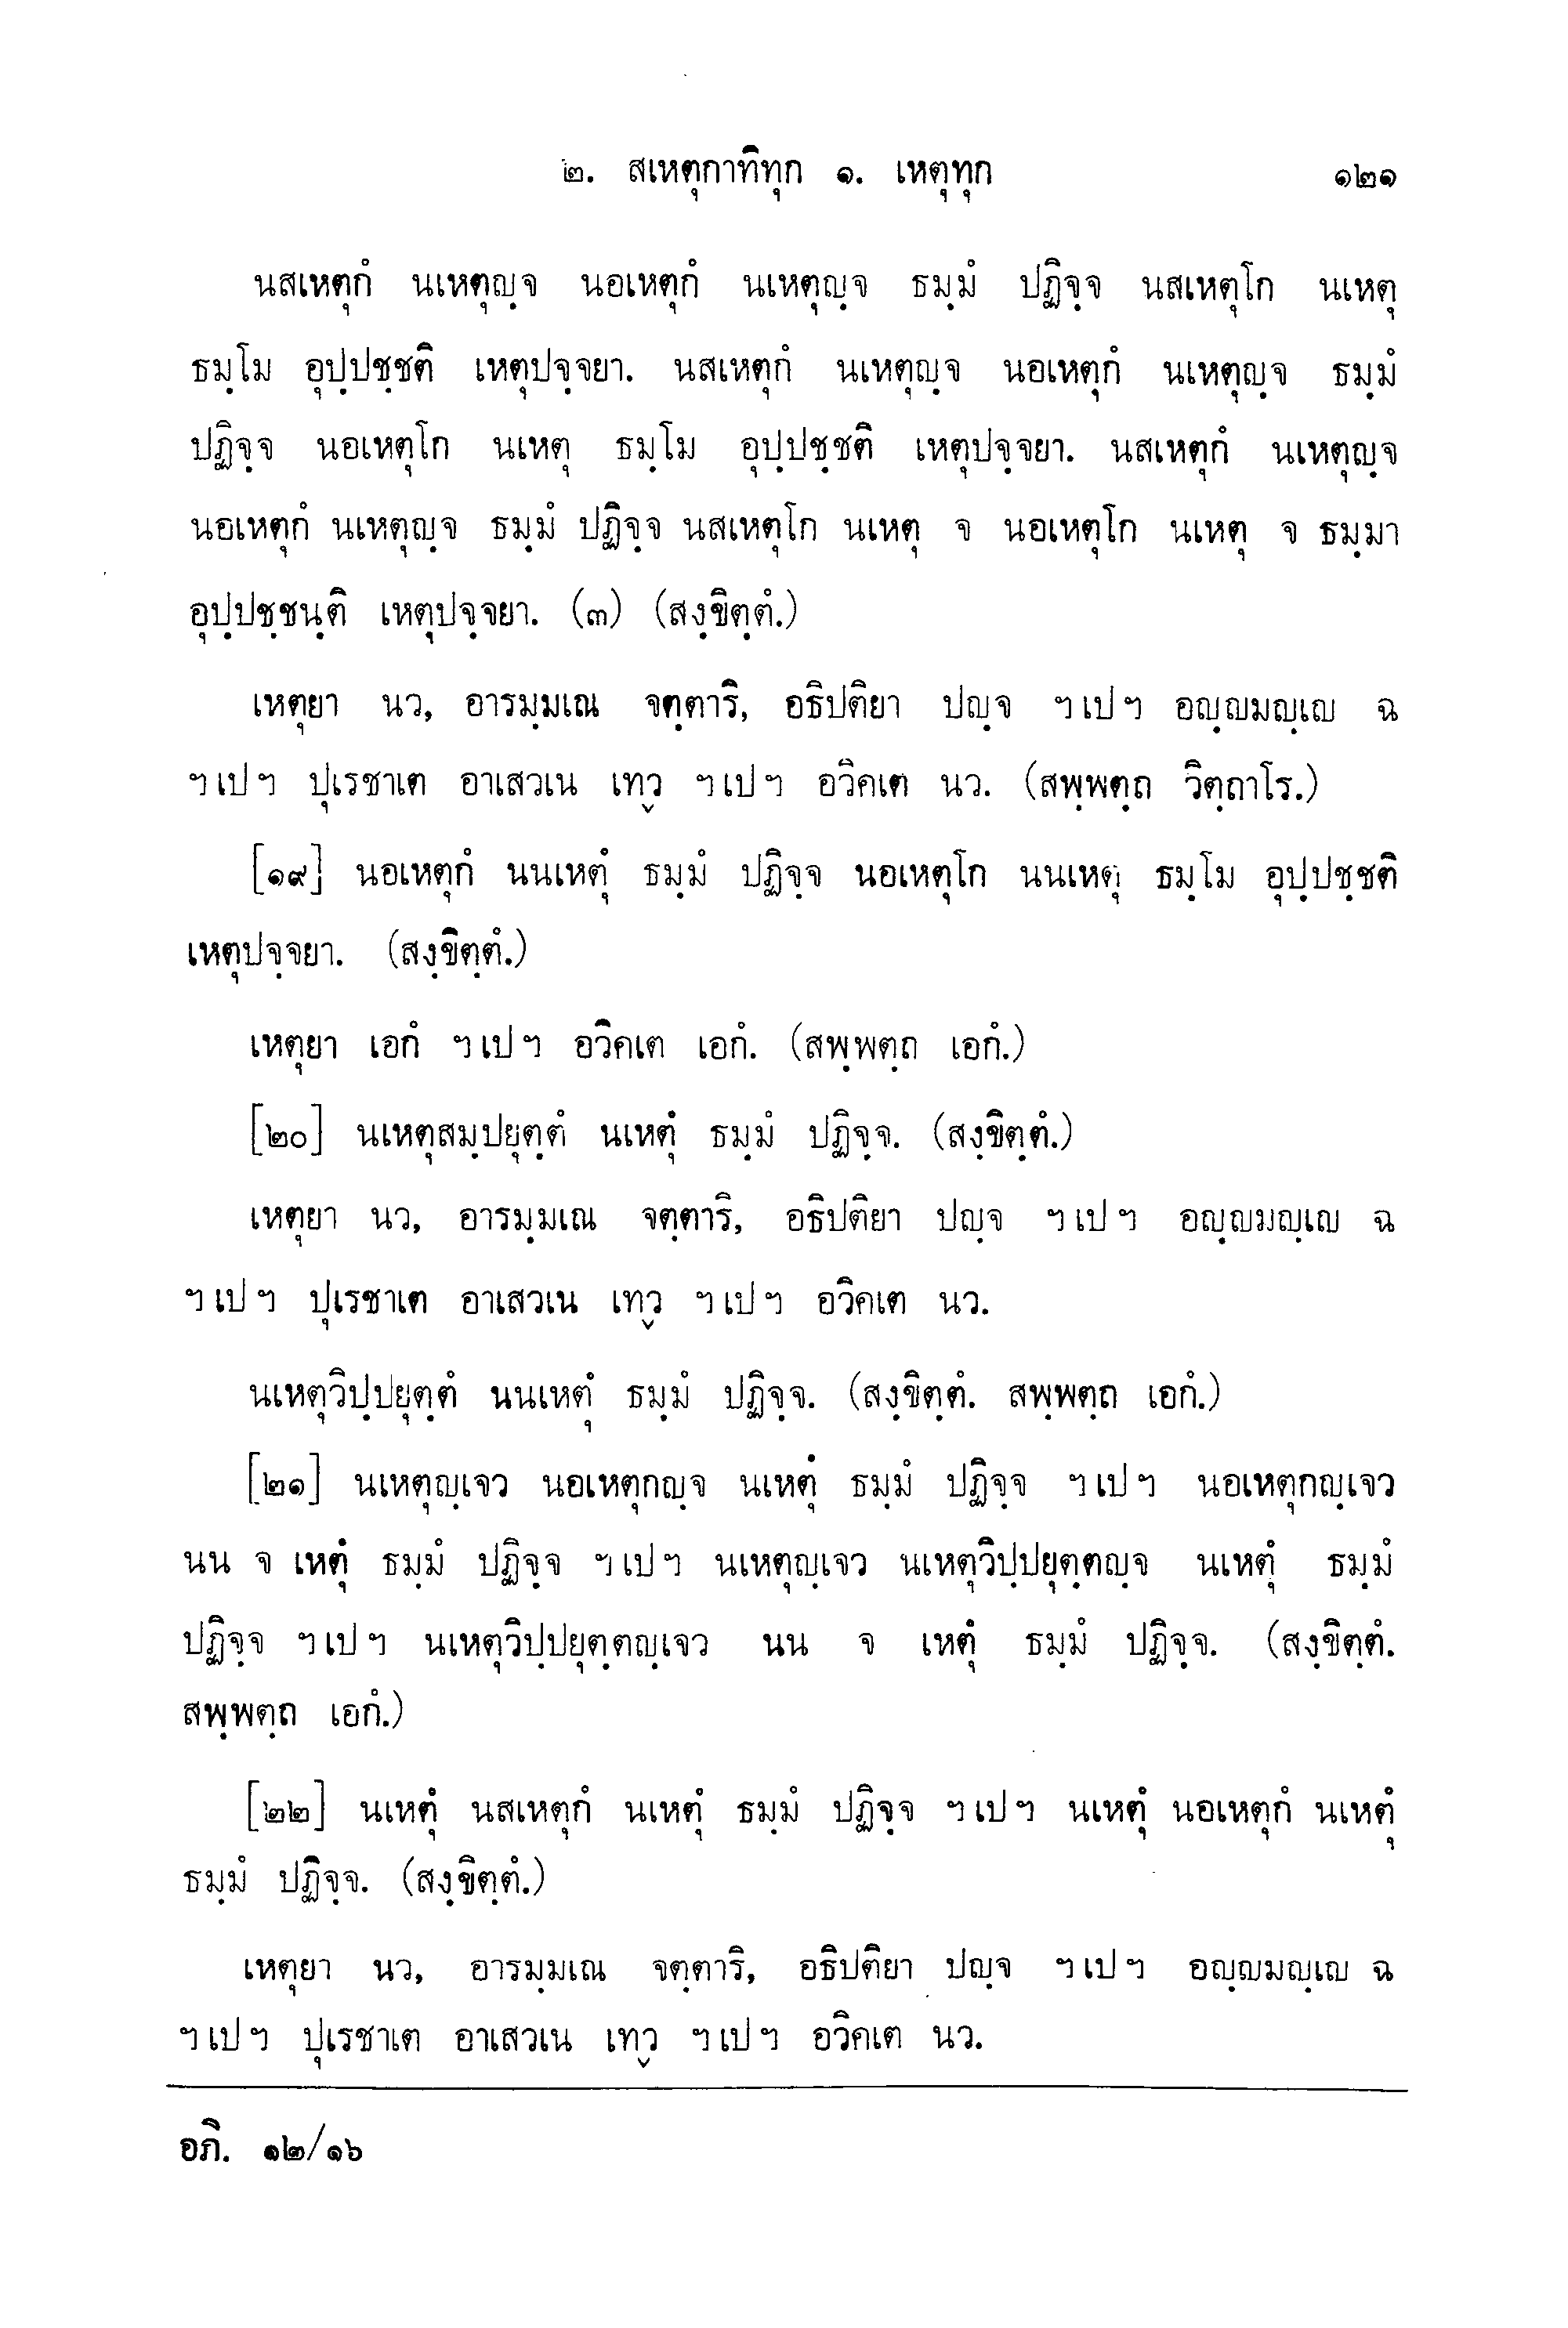 ๒. สเหตุกาทิทุก ๑. เหตุทุก ๑๒๑
นสเหตุกํ นเหตุญฺจ นอเหตุกํ นเหตุญฺจ ธมฺมํ ปฏิจฺจ นสเหตุโก นเหตุ
ธมฺโม อุปฺปชฺชติ เหตุปจฺจยา. นสเหตุกํ นเหตุญฺจ นอเหตุกํ นเหตุญฺจ ธมฺมํ
ปฏิจฺจ นอเหตุโก นเหตุ ธมฺโม อุปฺปชฺชติ เหตุปจฺจยา. นสเหตุกํ นเหตุญฺจ
นอเหตุกํ นเหตุญฺจ ธมฺมํ ปฏิจฺจ นสเหตุโก นเหตุ จ นอเหตุโก นเหตุ จ ธมฺมา
อุปฺปชฺชนฺติ เหตุปจฺจยา. (๓) (สงฺขิตฺตํ.)
เหตุยา นว, อารมฺมเณ จตฺตาริ, อธิปติยา ปญฺจ ฯเปฯ อญฺญมญฺเญ ฉ
ฯเปฯ ปุเรชาเต อาเสวเน เทฺว ฯเปฯ อวิคเต นว. (สพฺพตฺถ วิตฺถาโร.)
[๑๙] นอเหตุกํ นนเหตุํ ธมฺมํ ปฏิจฺจ นอเหตุโก นนเหตุ ธมฺโม อุปฺปชฺชติ
เหตุปจฺจยา. (สงฺขิตฺตํ.)
เหตุยา เอกํ ฯเปฯ อวิคเต เอกํ. (สพฺพตฺถ เอกํ.)
[๒๐] นเหตุสมฺปยุตฺตํ นเหตุํ ธมฺมํ ปฏิจฺจ. (สงฺขิตฺตํ.)
เหตุยา นว, อารมฺมเณ จตฺตาริ, อธิปติยา ปญฺจ ฯเปฯ อญฺญมญฺเญ ฉ
ฯเปฯ ปุเรชาเต อาเสวเน เทฺว ฯเปฯ อวิคเต นว.
นเหตุวิปฺปยุตฺตํ นนเหตุํ ธมฺมํ ปฏิจฺจ. (สงฺขิตฺตํ. สพฺพตฺถ เอกํ.)
[๒๑] นเหตุญฺเจว นอเหตุกญฺจ นเหตุํ ธมฺมํ ปฏิจฺจ ฯเปฯ นอเหตุกญฺเจว
นน จ เหตุํ ธมฺมํ ปฏิจฺจ ฯเปฯ นเหตุญฺเจว นเหตุวิปฺปยุตฺตญฺจ นเหตุํ ธมฺมํ
ปฏิจฺจ ฯเปฯ นเหตุวิปฺปยุตฺตญฺเจว นน จ เหตุํ ธมฺมํ ปฏิจฺจ. (สงฺขิตฺตํ.
สพฺพตฺถ เอกํ.)
[๒๒] นเหตุํ นสเหตุกํ นเหตุํ ธมฺมํ ปฏิจฺจ ฯเปฯ นเหตุํ นอเหตุกํ นเหตุํ
ธมฺมํ ปฏิจฺจ. (สงฺขิตฺตํ.)
เหตุยา นว, อารมฺมเณ จตฺตาริ, อธิปติยา ปญฺจ ฯเปฯ อญฺญมญฺเญ ฉ
ฯเปฯ ปุเรชาเต อาเสวเน เทฺว ฯเปฯ อวิคเต นว.
อภิ. ๑๒/๑๖